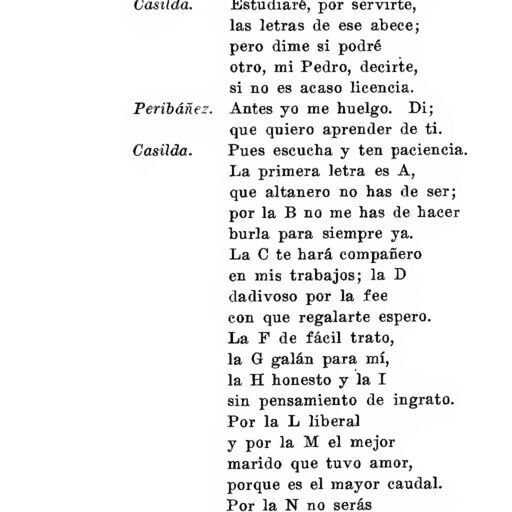 Casilda. Estudiaré, por servirte,
las letras de ese abece;
pero dime si podré
otro, mi Pedro, decirte,
si no es acaso licencia.
Peribáñez. Antes yo me huelgo. Di;
que quiero aprender de ti.
Casilda. Pues escucha y ten paciencia.
La primera letra es A,
que altanero no has de ser;
por la B no me has de hacer
burla para siempre ya.
La C te hará compañero
en mis trabajos; la D
dadivoso por la fee
con que regalarte espero.
La F de fácil trato,
la G galán para mí,
la H honesto y la I
sin pensamiento de ingrato.
Por la L liberal
y por la M el mejor
marido que tuvo amor,
porque es el mayor caudal.
Por la N no serás